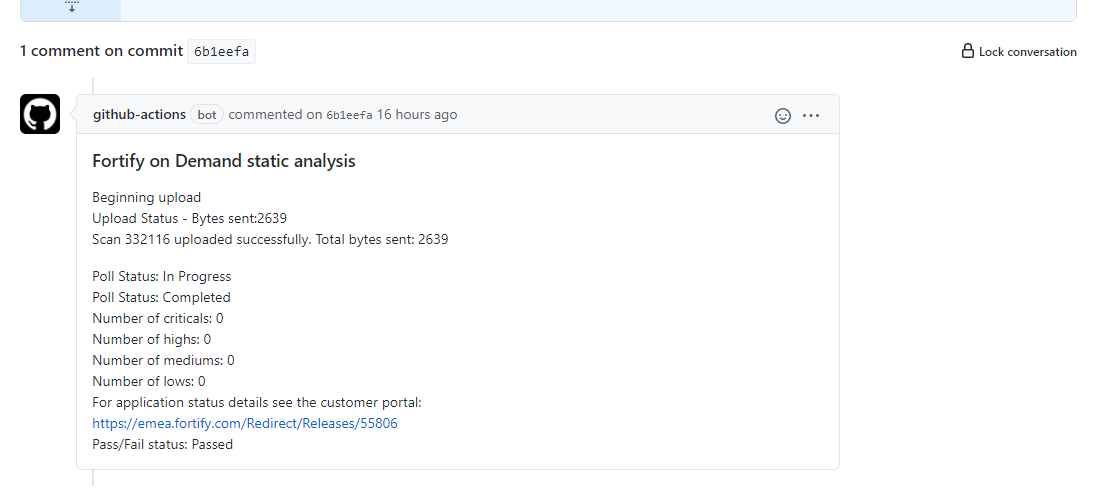 1 comment on commit 6b1eefa
Lock conversation
github-actions bot commented on 6b1eefa 16 hours ago
Fortify on Demand static analysis
Beginning upload
Upload Status - Bytes sent:2639
Scan 332116 uploaded successfully. Total bytes sent: 2639
Poll Status: In Progress
Poll Status: Completed
Number of criticals: 0
Number of highs: 0
Number of mediums: 0
Number of lows: 0
For application status details see the customer portal:
https://emea.fortify.com/Redirect/Releases/55806
Pass/Fail status: Passed